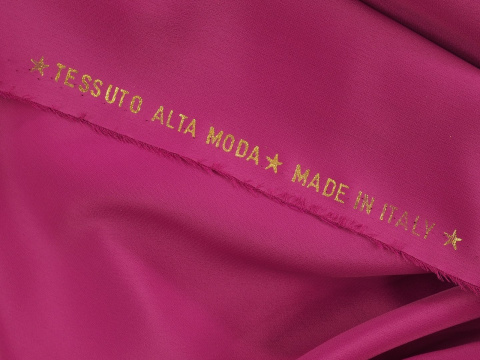 ★ TESSUTO ALTA MODA ★ MADE IN ITALY ★